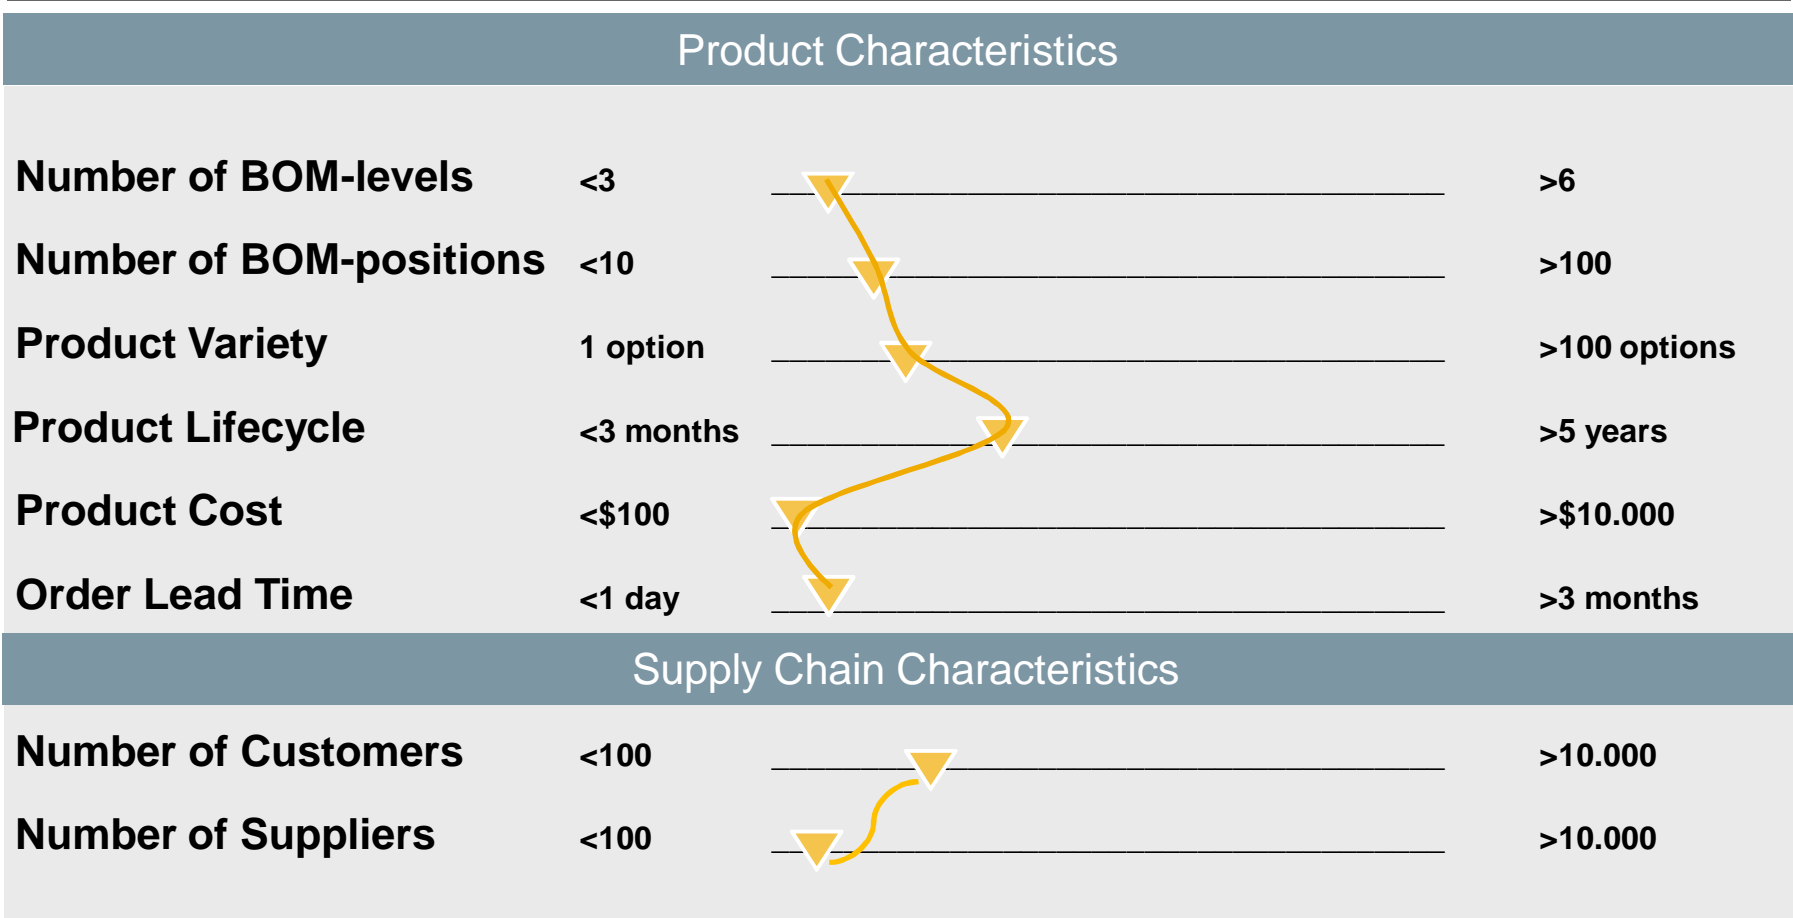 Product Characteristics
Number of BOM-levels <3 >6
Number of BOM-positions <10 >100
Product Variety 1 option >100 options
Product Lifecycle <3 months >5 years
Product Cost <$100 >$10.000
Order Lead Time <1 day >3 months
Supply Chain Characteristics
Number of Customers <100 >10.000
Number of Suppliers <100 >10.000